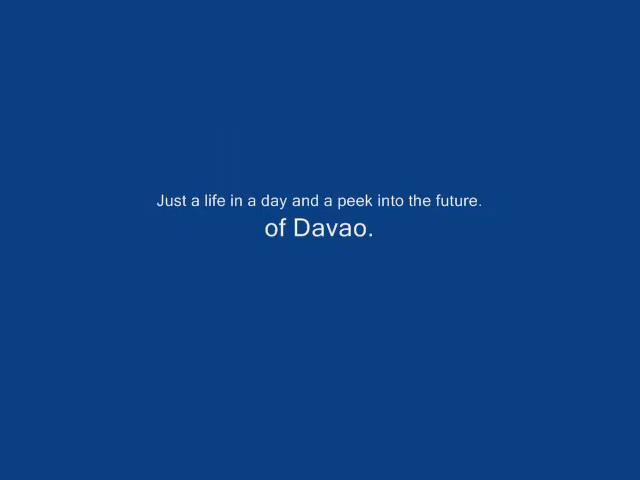 Just a life in a day and a peek into the future.
of Davao.